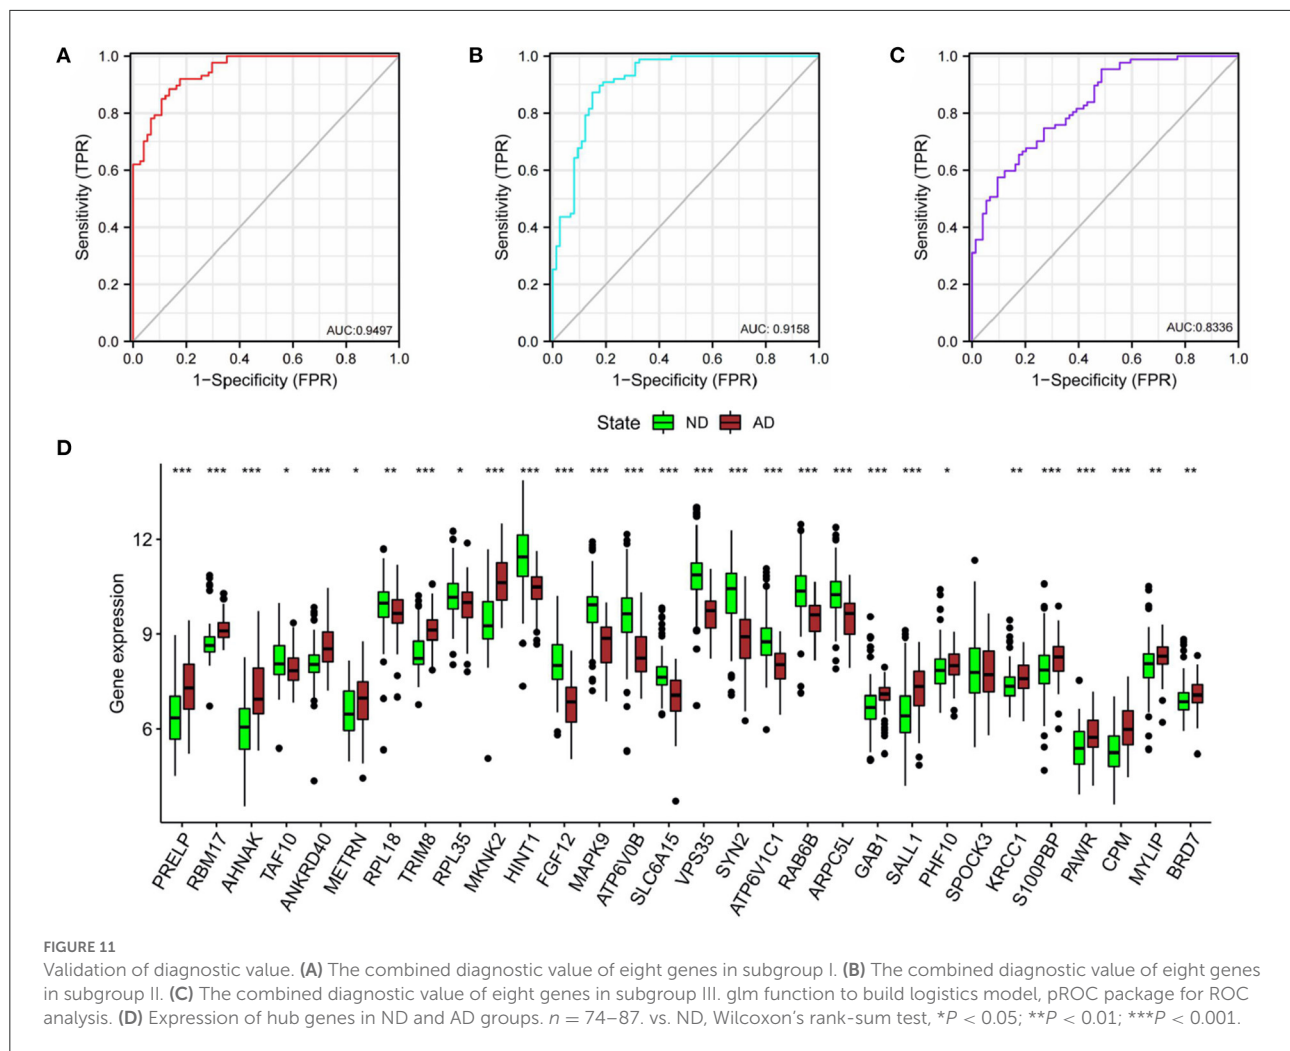 A
B
C
1.0
0.8
0.6
0.4
0.2
0.0
Sensitivity (TPR)
AUC:0.9497
0.0 0.2 0.4 0.6 0.8 1.0
1−Specificity (FPR)
1.0
0.8
0.6
0.4
0.2
0.0
Sensitivity (TPR)
AUC: 0.9158
0.0 0.2 0.4 0.6 0.8 1.0
1−Specificity (FPR)
1.0
0.8
0.6
0.4
0.2
0.0
Sensitivity (TPR)
AUC:0.8336
0.0 0.2 0.4 0.6 0.8 1.0
1−Specificity (FPR)
State ND AD
D
*** *** *** * *** * ** *** * *** *** *** *** *** *** *** *** *** *** *** *** *** * ** *** *** *** ** **
12
9
6
Gene expression
PRELP
RBM17
AHNAK
TAF10
ANKRD40
METRN
RPL18
TRIM8
RPL35
MKNK2
HINT1
FGF12
MAPK9
ATP6V0B
SLC6A15
VPS35
SYN2
ATP6V1C1
RAB6B
ARPC5L
GAB1
SALL1
PHF10
SPOCK3
KRCC1
S100PBP
PAWR
CPM
MYLIP
BRD7
FIGURE 11
Validation of diagnostic value. (A) The combined diagnostic value of eight genes in subgroup I. (B) The combined diagnostic value of eight genes
in subgroup II. (C) The combined diagnostic value of eight genes in subgroup III. glm function to build logistics model, pROC package for ROC
analysis. (D) Expression of hub genes in ND and AD groups. n = 74–87. vs. ND, Wilcoxon's rank-sum test, *P < 0.05; **P < 0.01; ***P < 0.001.